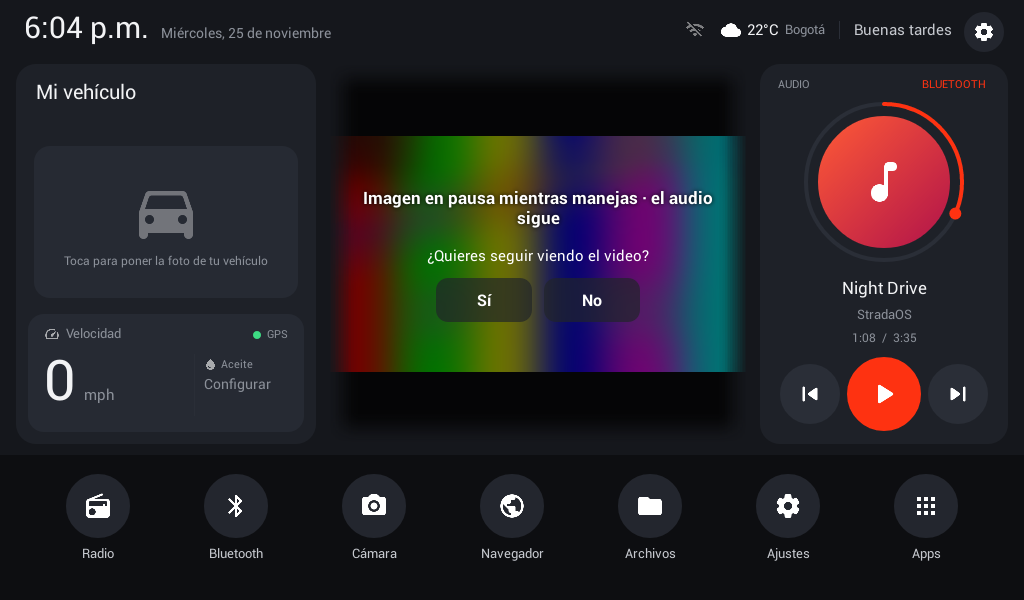 6:04 p.m. Miércoles, 25 de noviembre
22°C Bogotá Buenas tardes
Mi vehículo
Toca para poner la foto de tu vehículo
Velocidad GPS
0 mph
Aceite
Configurar
Imagen en pausa mientras manejas · el audio
sigue
¿Quieres seguir viendo el video?
Sí No
AUDIO BLUETOOTH
Night Drive
StradaOS
1:08 / 3:35
Radio Bluetooth Cámara Navegador Archivos Ajustes Apps